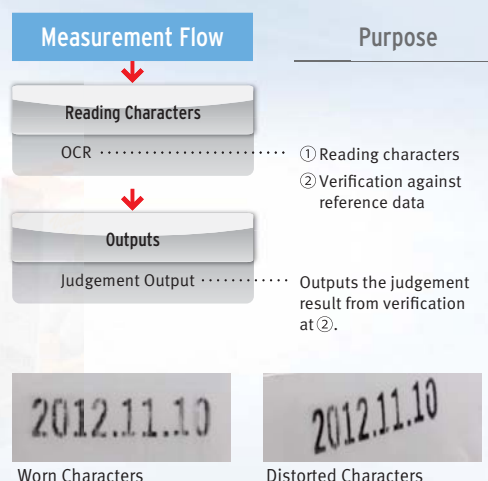 Measurement Flow
Purpose
Reading Characters
OCR
① Reading characters
② Verification against
reference data
Outputs
Judgement Output
Outputs the judgement
result from verification
at ②.
2012.11.10
2012.11.10
Worn Characters
Distorted Characters